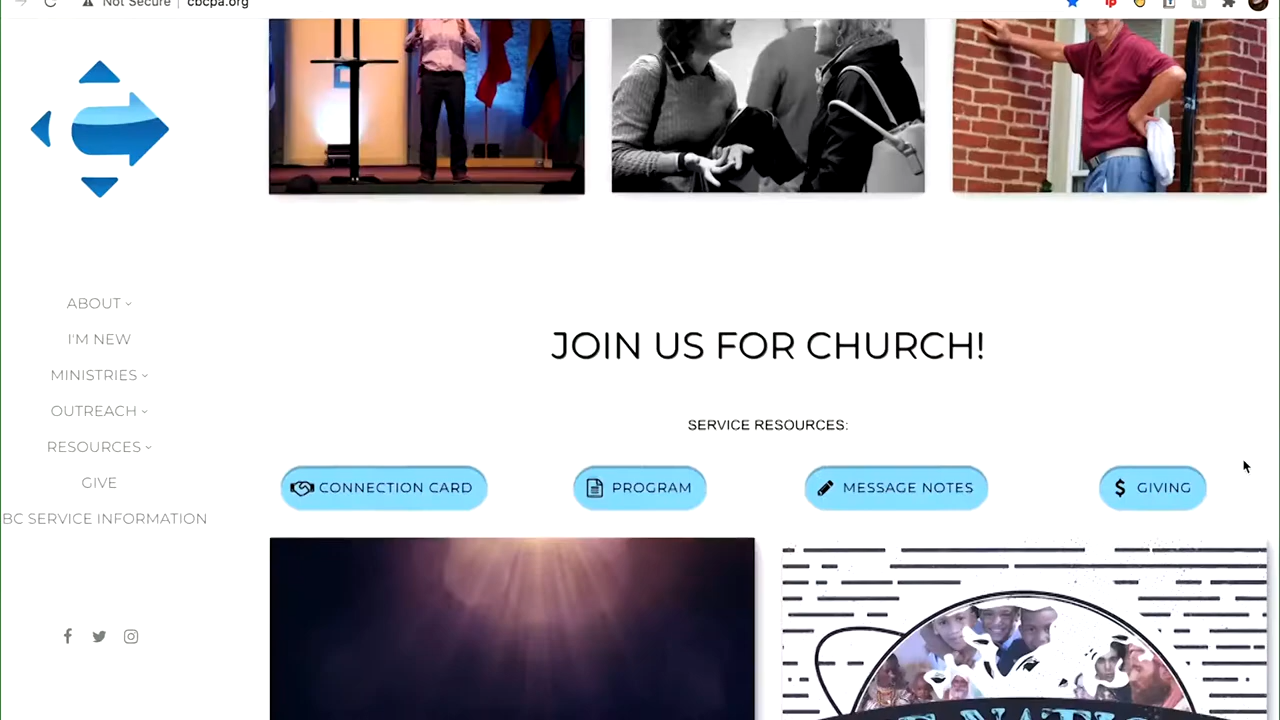 Not Secure | cbcpa.org
ABOUT
I'M NEW
MINISTRIES
OUTREACH
RESOURCES
GIVE
BC SERVICE INFORMATION
JOIN US FOR CHURCH!
SERVICE RESOURCES:
CONNECTION CARD
PROGRAM
MESSAGE NOTES
$ GIVING